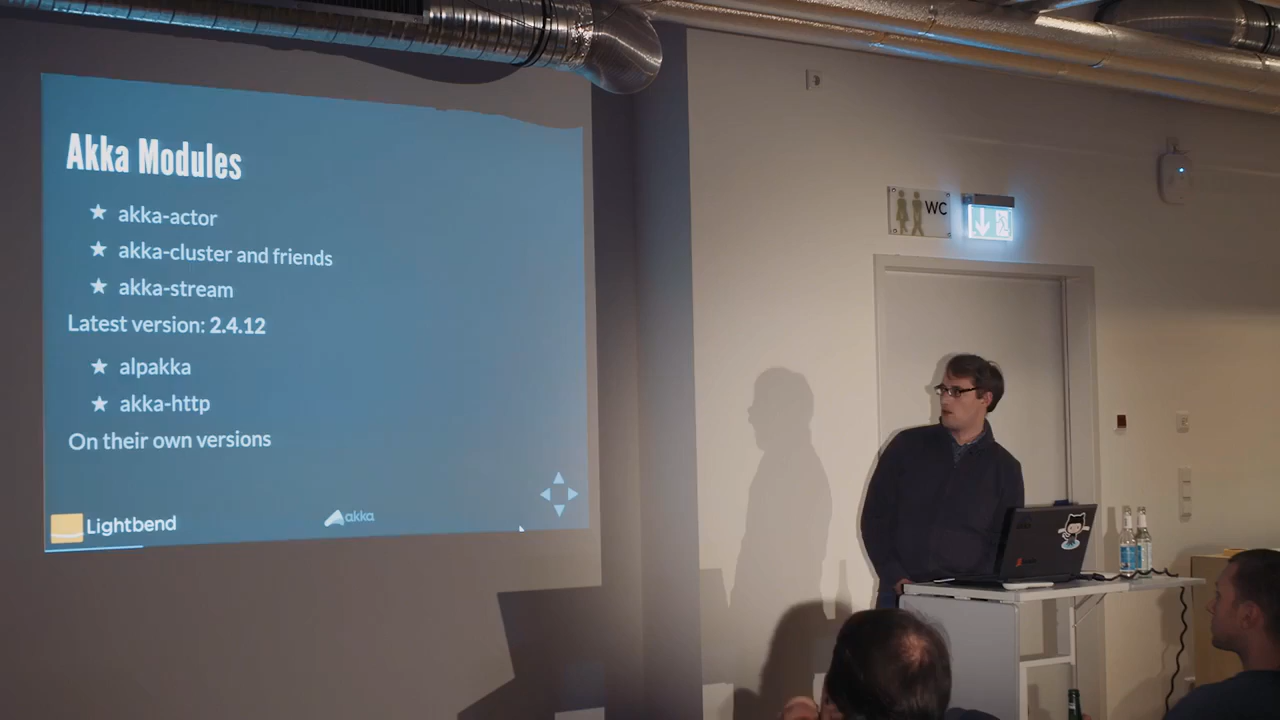 Akka Modules
akka-actor
akka-cluster and friends
akka-stream
Latest version: 2.4.12
alpakka
akka-http
On their own versions
Lightbend
akka
WC